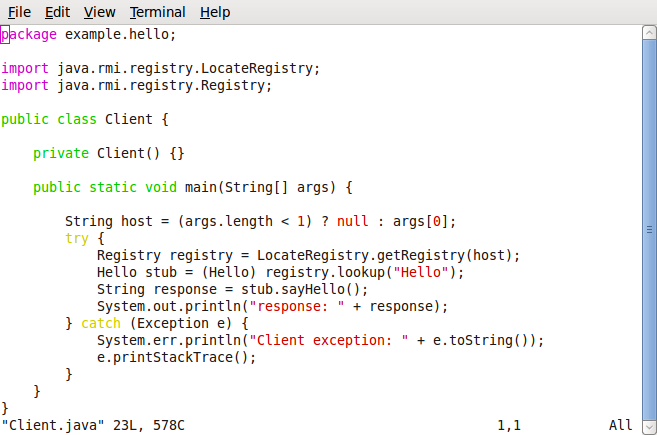 File Edit View Terminal Help
package example.hello;

import java.rmi.registry.LocateRegistry;
import java.rmi.registry.Registry;

public class Client {

    private Client() {}

    public static void main(String[] args) {

        String host = (args.length < 1) ? null : args[0];
        try {
            Registry registry = LocateRegistry.getRegistry(host);
            Hello stub = (Hello) registry.lookup("Hello");
            String response = stub.sayHello();
            System.out.println("response: " + response);
        } catch (Exception e) {
            System.err.println("Client exception: " + e.toString());
            e.printStackTrace();
        }
    }
}
"Client.java" 23L, 578C 1,1 All